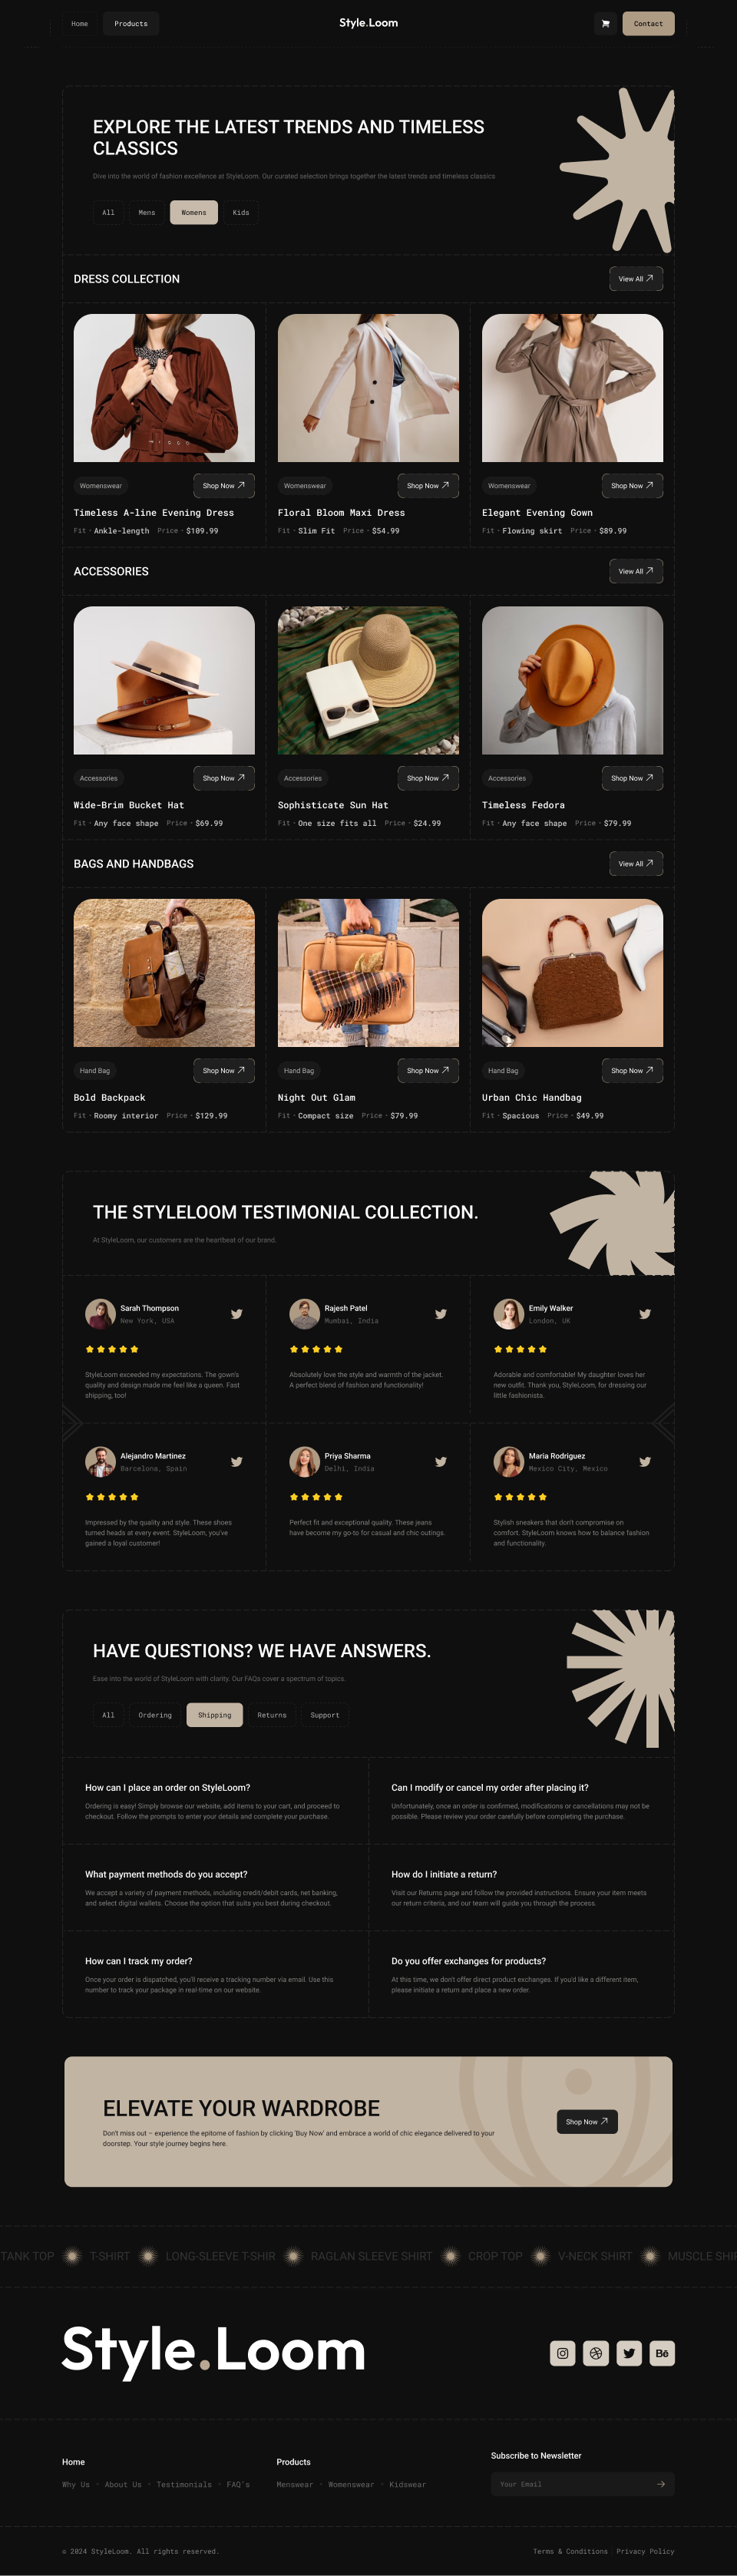 Home
Products
Style.Loom
Contact
EXPLORE THE LATEST TRENDS AND TIMELESS
CLASSICS
Dive into the world of fashion excellence at StyleLoom. Our curated selection brings together the latest trends and timeless classics
All
Mens
Womens
Kids
DRESS COLLECTION
View All
Womenswear
Shop Now
Timeless A-line Evening Dress
Fit - Ankle-length Price - $109.99
Womenswear
Shop Now
Floral Bloom Maxi Dress
Fit - Slim Fit Price - $54.99
Womenswear
Shop Now
Elegant Evening Gown
Fit - Flowing skirt Price - $89.99
ACCESSORIES
View All
Accessories
Shop Now
Wide-Brim Bucket Hat
Fit - Any face shape Price - $69.99
Accessories
Shop Now
Sophisticate Sun Hat
Fit - One size fits all Price - $24.99
Accessories
Shop Now
Timeless Fedora
Fit - Any face shape Price - $79.99
BAGS AND HANDBAGS
View All
Hand Bag
Shop Now
Bold Backpack
Fit - Roomy interior Price - $129.99
Hand Bag
Shop Now
Night Out Glam
Fit - Compact size Price - $79.99
Hand Bag
Shop Now
Urban Chic Handbag
Fit - Spacious Price - $49.99
THE STYLELOOM TESTIMONIAL COLLECTION.
At StyleLoom, our customers are the heartbeat of our brand.
Sarah Thompson
New York, USA
StyleLoom exceeded my expectations. The gown's
quality and design made me feel like a queen. Fast
shipping, too!
Rajesh Patel
Mumbai, India
Absolutely love the style and warmth of the jacket.
A perfect blend of fashion and functionality!
Emily Walker
London, UK
Adorable and comfortable! My daughter loves her
new outfit. Thank you, StyleLoom, for dressing our
little fashionista.
Alejandro Martinez
Barcelona, Spain
Impressed by the quality and style. These shoes
turned heads at every event. StyleLoom, you've
gained a loyal customer!
Priya Sharma
Delhi, India
Perfect fit and exceptional quality. These jeans
have become my go-to for casual and chic outings.
Maria Rodriguez
Mexico City, Mexico
Stylish sneakers that don't compromise on
comfort. StyleLoom knows how to balance fashion
and functionality.
HAVE QUESTIONS? WE HAVE ANSWERS.
Ease into the world of StyleLoom with clarity. Our FAQs cover a spectrum of topics.
All
Ordering
Shipping
Returns
Support
How can I place an order on StyleLoom?
Ordering is easy! Simply browse our website, add items to your cart, and proceed to
checkout. Follow the prompts to enter your details and complete your purchase.
Can I modify or cancel my order after placing it?
Unfortunately, once an order is confirmed, modifications or cancellations may not be
possible. Please review your order carefully before completing the purchase.
What payment methods do you accept?
We accept a variety of payment methods, including credit/debit cards, net banking,
and select digital wallets. Choose the option that suits you best during checkout.
How do I initiate a return?
Visit our Returns page and follow the provided instructions. Ensure your item meets
our return criteria, and our team will guide you through the process.
How can I track my order?
Once your order is dispatched, you'll receive a tracking number via email. Use this
number to track your package in real-time on our website.
Do you offer exchanges for products?
At this time, we don't offer direct product exchanges. If you'd like a different item,
please initiate a return and place a new order.
ELEVATE YOUR WARDROBE
Don't miss out – experience the epitome of fashion by clicking 'Buy Now' and embrace a world of chic elegance delivered to your
doorstep. Your style journey begins here.
Shop Now
TANK TOP
T-SHIRT
LONG-SLEEVE T-SHIR
RAGLAN SLEEVE SHIRT
CROP TOP
V-NECK SHIRT
MUSCLE SHI
Style.Loom
Bē
Home
Why Us · About Us · Testimonials · FAQ's
Products
Menswear · Womenswear · Kidswear
Subscribe to Newsletter
Your Email
© 2024 StyleLoom. All rights reserved.
Terms & Conditions | Privacy Policy